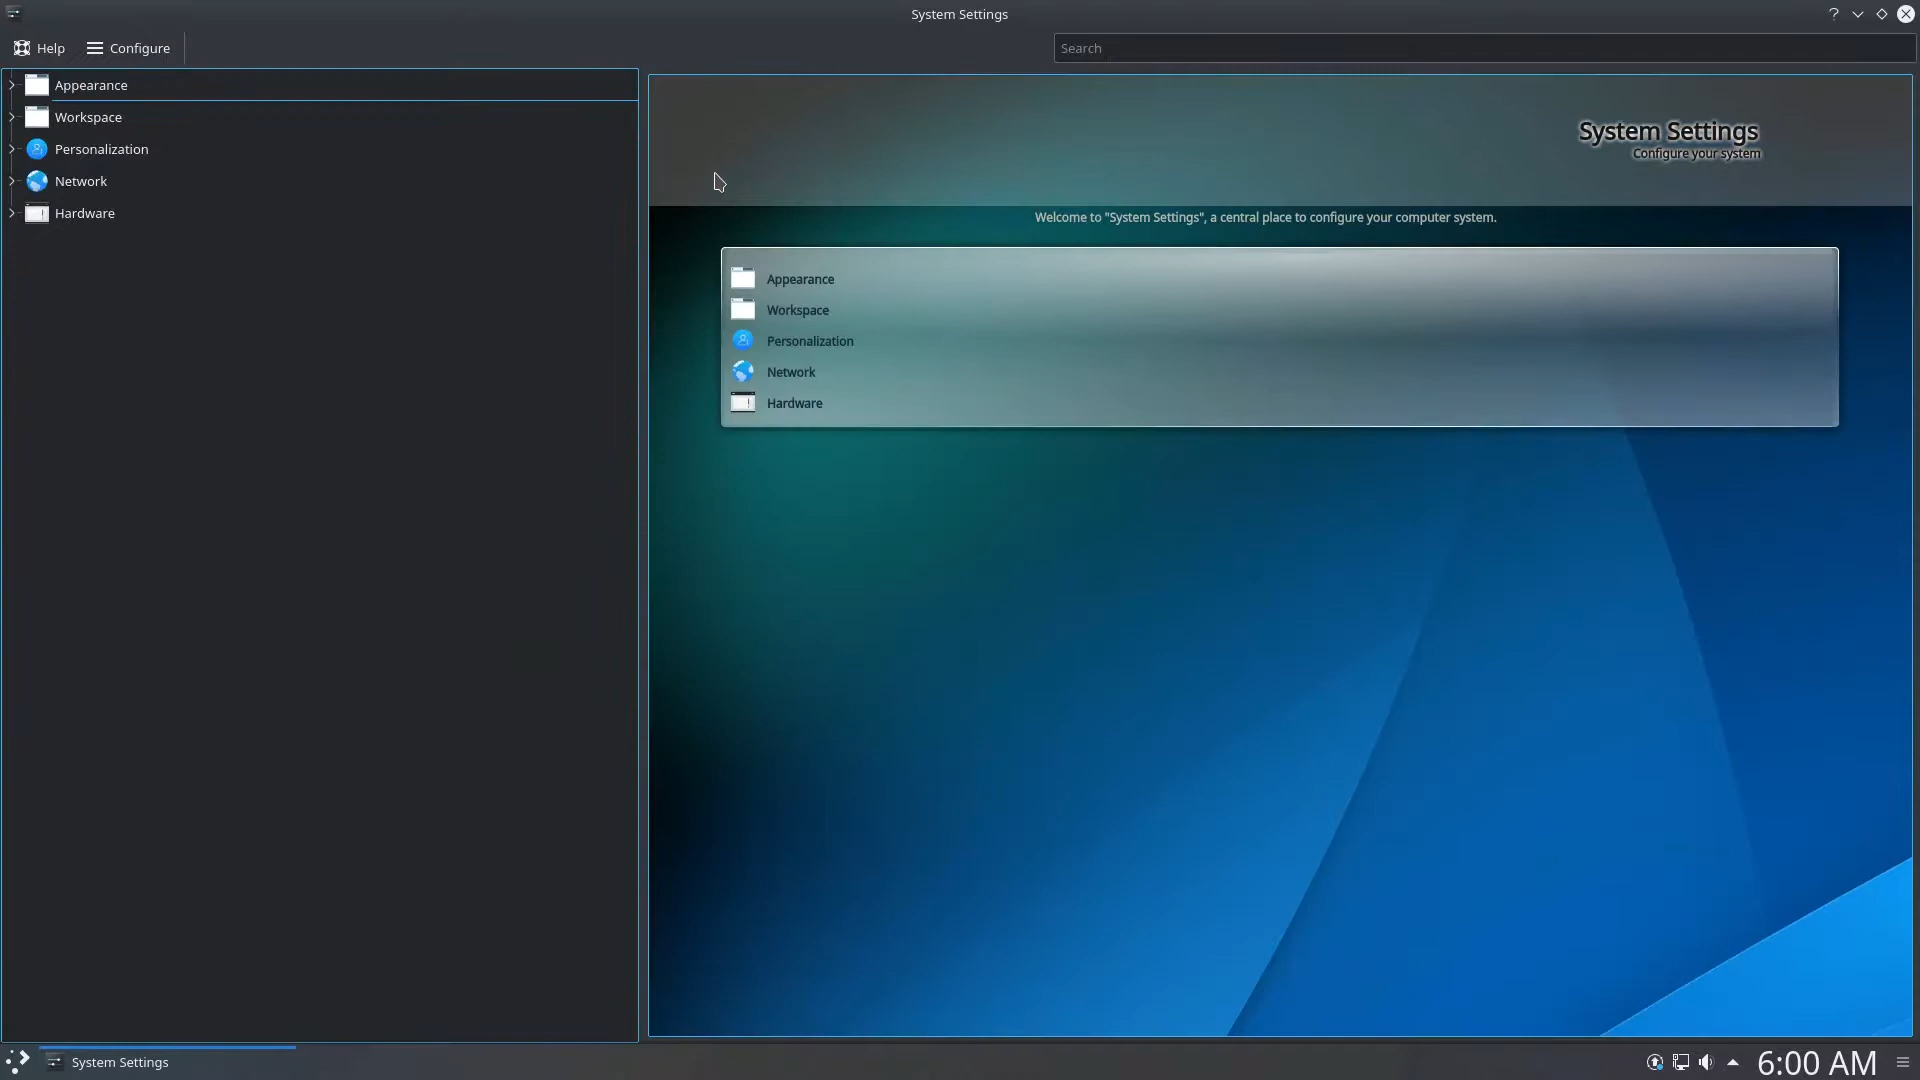 System Settings
Help
Configure
Search
Appearance
Workspace
Personalization
Network
Hardware
System Settings
Configure your system
Welcome to "System Settings", a central place to configure your computer system.
Appearance
Workspace
Personalization
Network
Hardware
System Settings
6:00 AM